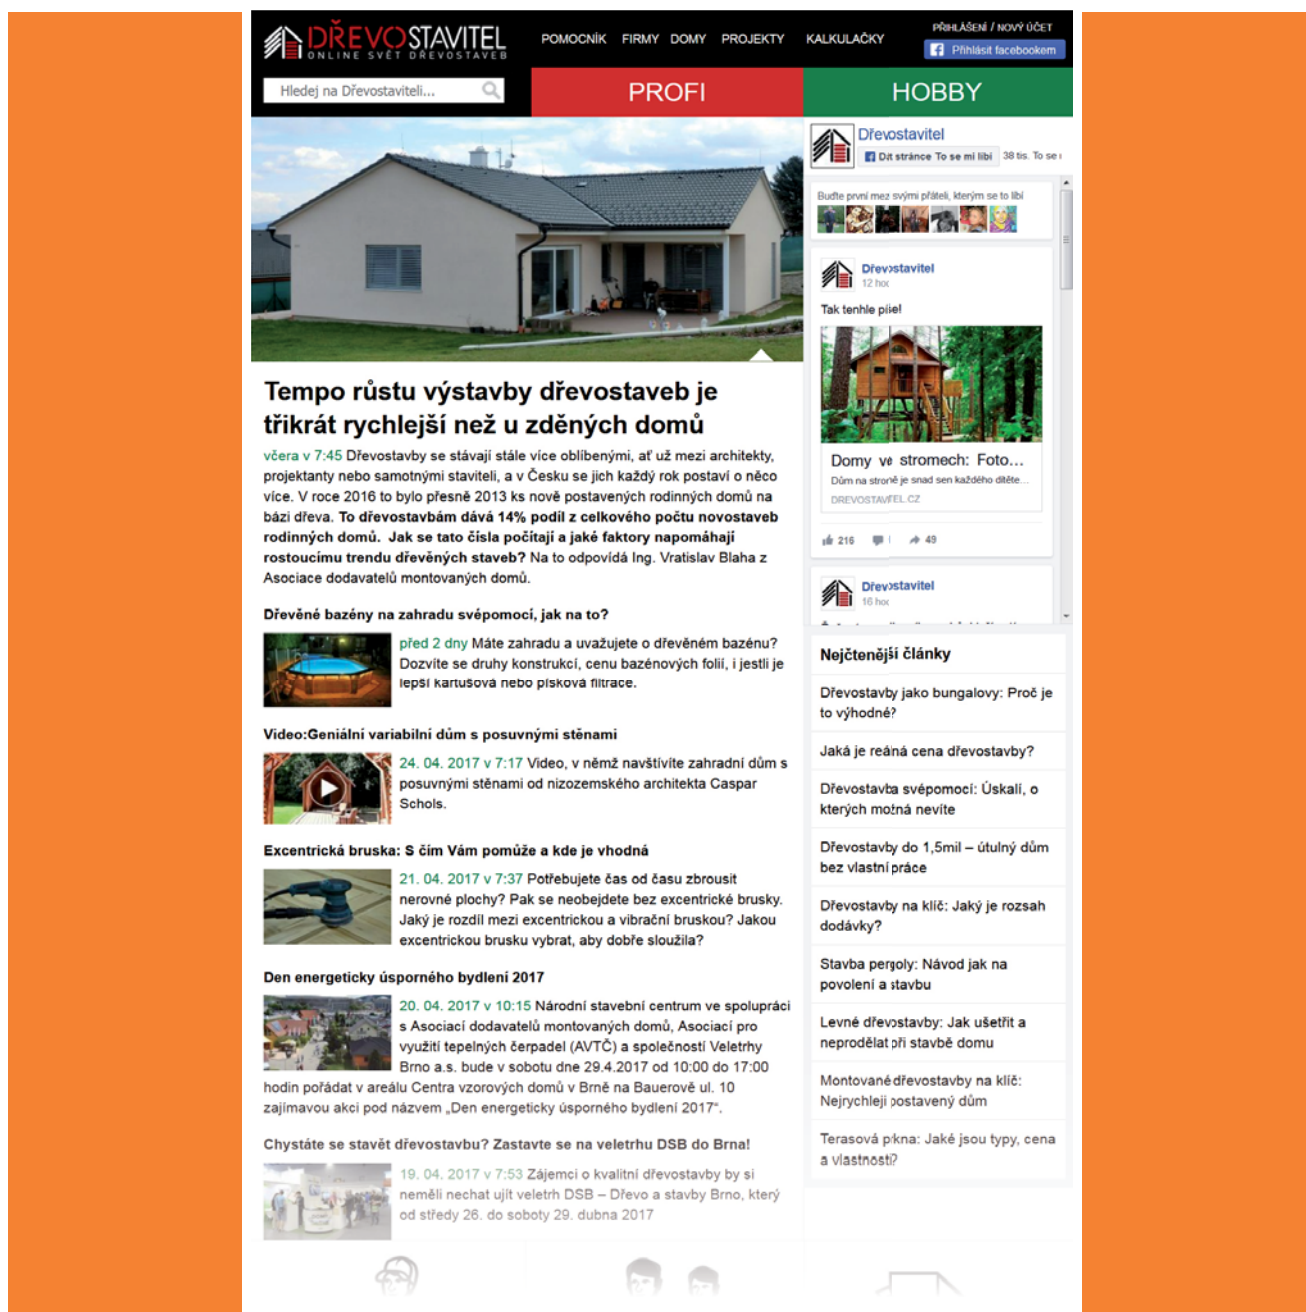 DŘEVOSTAVITEL
ONLINE SVĚT DŘEVOSTAVEB
POMOCNÍK FIRMY DOMY PROJEKTY KALKULAČKY
PŘIHLÁŠENÍ / NOVÝ ÚČET
Přihlásit facebookem
Hledej na Dřevostaviteli...
PROFI
HOBBY
Tempo růstu výstavby dřevostaveb je
třikrát rychlejší než u zděných domů
včera v 7:45 Dřevostavby se stávají stále více oblíbenými, ať už mezi architekty,
projektanty nebo samotnými staviteli, a v Česku se jich každý rok postaví o něco
více. V roce 2016 to bylo přesně 2013 ks nově postavených rodinných domů na
bázi dřeva. To dřevostavbám dává 14% podíl z celkového počtu novostaveb
rodinných domů. Jak se tato čísla počítají a jaké faktory napomáhají
rostoucímu trendu dřevěných staveb? Na to odpovídá Ing. Vratislav Blaha z
Asociace dodavatelů montovaných domů.
Dřevěné bazény na zahradu svépomocí, jak na to?
před 2 dny Máte zahradu a uvažujete o dřevěném bazénu?
Dozvíte se druhy konstrukcí, cenu bazénových folií, i jestli je
lepší kartušová nebo písková filtrace.
Video:Geniální variabilní dům s posuvnými stěnami
24. 04. 2017 v 7:17 Video, v němž navštívíte zahradní dům s
posuvnými stěnami od nizozemského architekta Caspar
Schols.
Excentrická bruska: S čím Vám pomůže a kde je vhodná
21. 04. 2017 v 7:37 Potřebujete čas od času zbrousit
nerovné plochy? Pak se neobejdete bez excentrické brusky.
Jaký je rozdíl mezi excentrickou a vibrační bruskou? Jakou
excentrickou brusku vybrat, aby dobře sloužila?
Den energeticky úsporného bydlení 2017
20. 04. 2017 v 10:15 Národní stavební centrum ve spolupráci
s Asociací dodavatelů montovaných domů, Asociací pro
využití tepelných čerpadel (AVTČ) a společností Veletrhy
Brno a.s. bude v sobotu dne 29.4.2017 od 10:00 do 17:00
hodin pořádat v areálu Centra vzorových domů v Brně na Bauerově ul. 10
zajímavou akci pod názvem „Den energeticky úsporného bydlení 2017“.
Chystáte se stavět dřevostavbu? Zastavte se na veletrhu DSB do Brna!
19. 04. 2017 v 7:53 Zájemci o kvalitní dřevostavby by si
neměli nechat ujít veletrh DSB – Dřevo a stavby Brno, který
od středy 26. do soboty 29. dubna 2017
Dřevostavitel
Dát stránce To se mi líbí 38 tis. To se
Buďte první mez svými přáteli, kterým se to líbí
Dřevostavitel
12 hoc
Tak tenhle
Domy ve stromech: Foto...
Dům na stromě je snad sen každého dítěte...
DREVOSTAVITEL.CZ
216 49
Dřevostavitel
16 hoc
Nejčtenější články
Dřevostavby jako bungalovy: Proč je
to výhodné?
Jaká je reálná cena dřevostavby?
Dřevostavba svépomocí: Úskalí, o
kterých možná nevíte
Dřevostavby do 1,5mil – útulný dům
bez vlastní práce
Dřevostavby na klíč: Jaký je rozsah
dodávky?
Stavba pergoly: Návod jak na
povolení a stavbu
Levné dřevostavby: Jak ušetřit a
neprodělat při stavbě domu
Montované dřevostavby na klíč:
Nejrychleji postavený dům
Terasová prkna: Jaké jsou typy, cena
a vlastnosti?